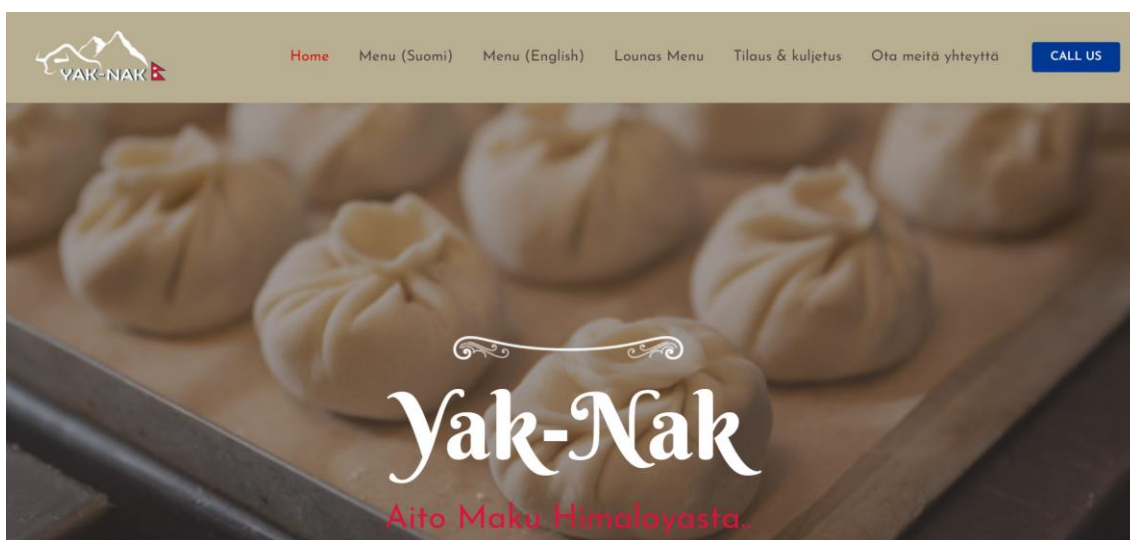 YAK-NAK
Home Menu (Suomi) Menu (English) Lounas Menu Tilaus & kuljetus Ota meitä yhteyttä CALL US
Yak-Nak
Aito Maku Himalayasta..